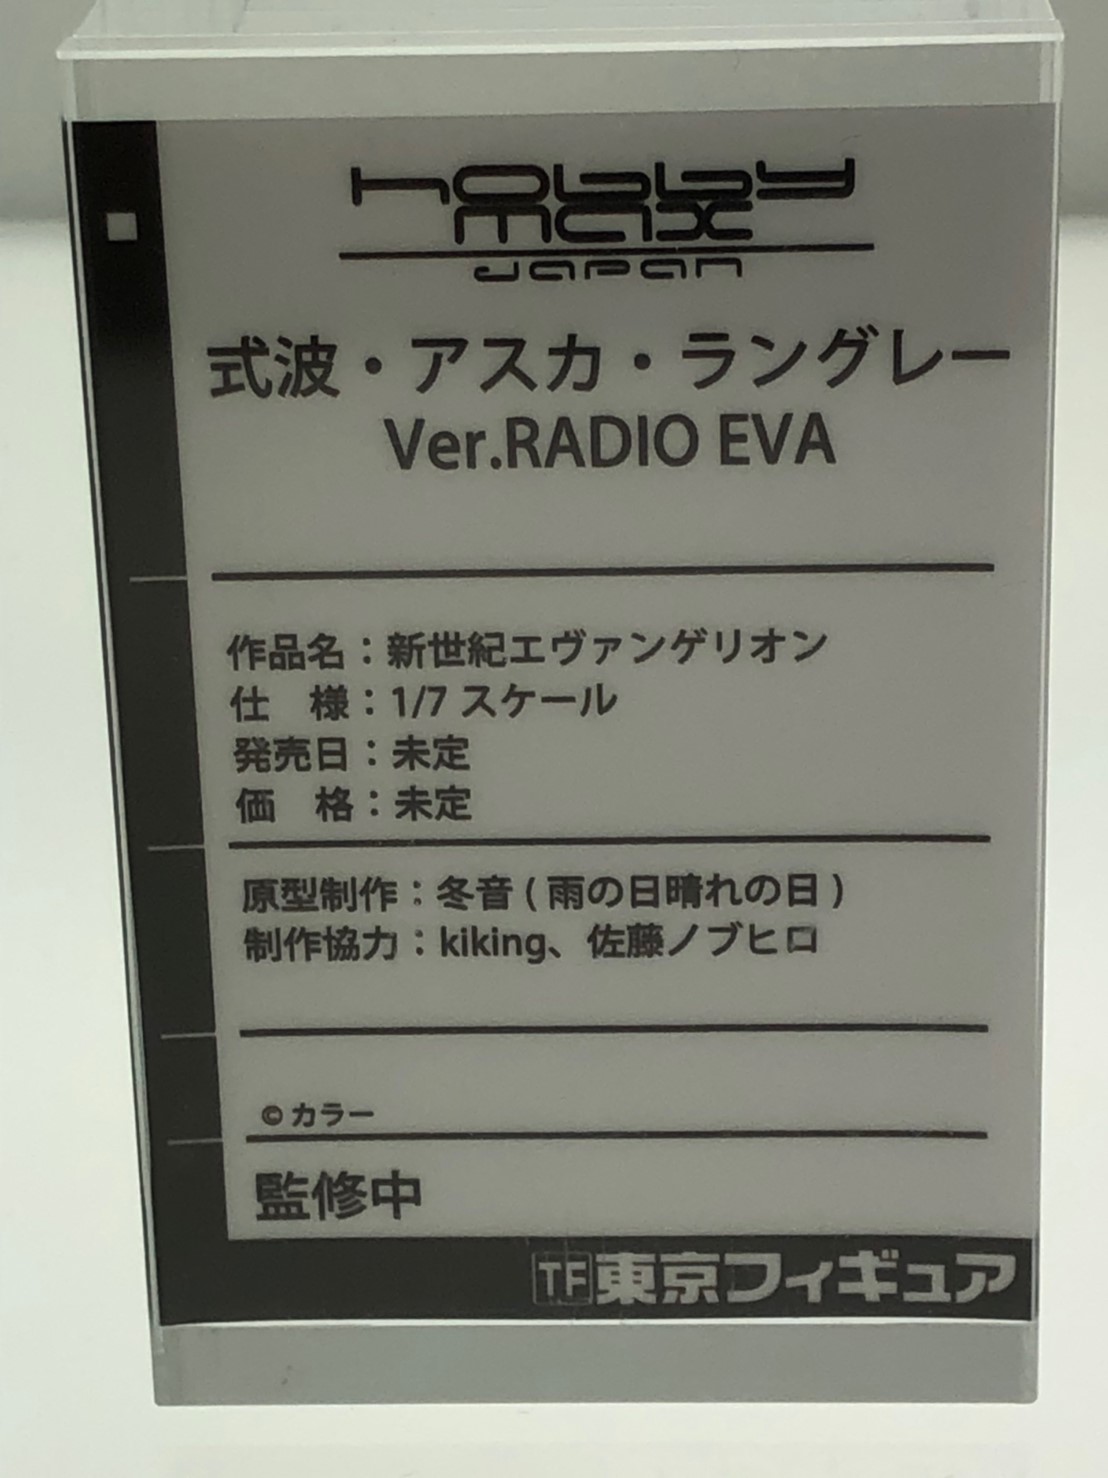 hobby
max
japan
式波・アスカ・ラングレー
Ver.RADIO EVA
作品名：新世紀エヴァンゲリオン
仕　様：1/7 スケール
発売日：未定
価　格：未定
原型制作：冬音 ( 雨の日晴れの日 )
制作協力：kiking、佐藤ノブヒロ
©カラー
監修中
TF 東京フィギュア